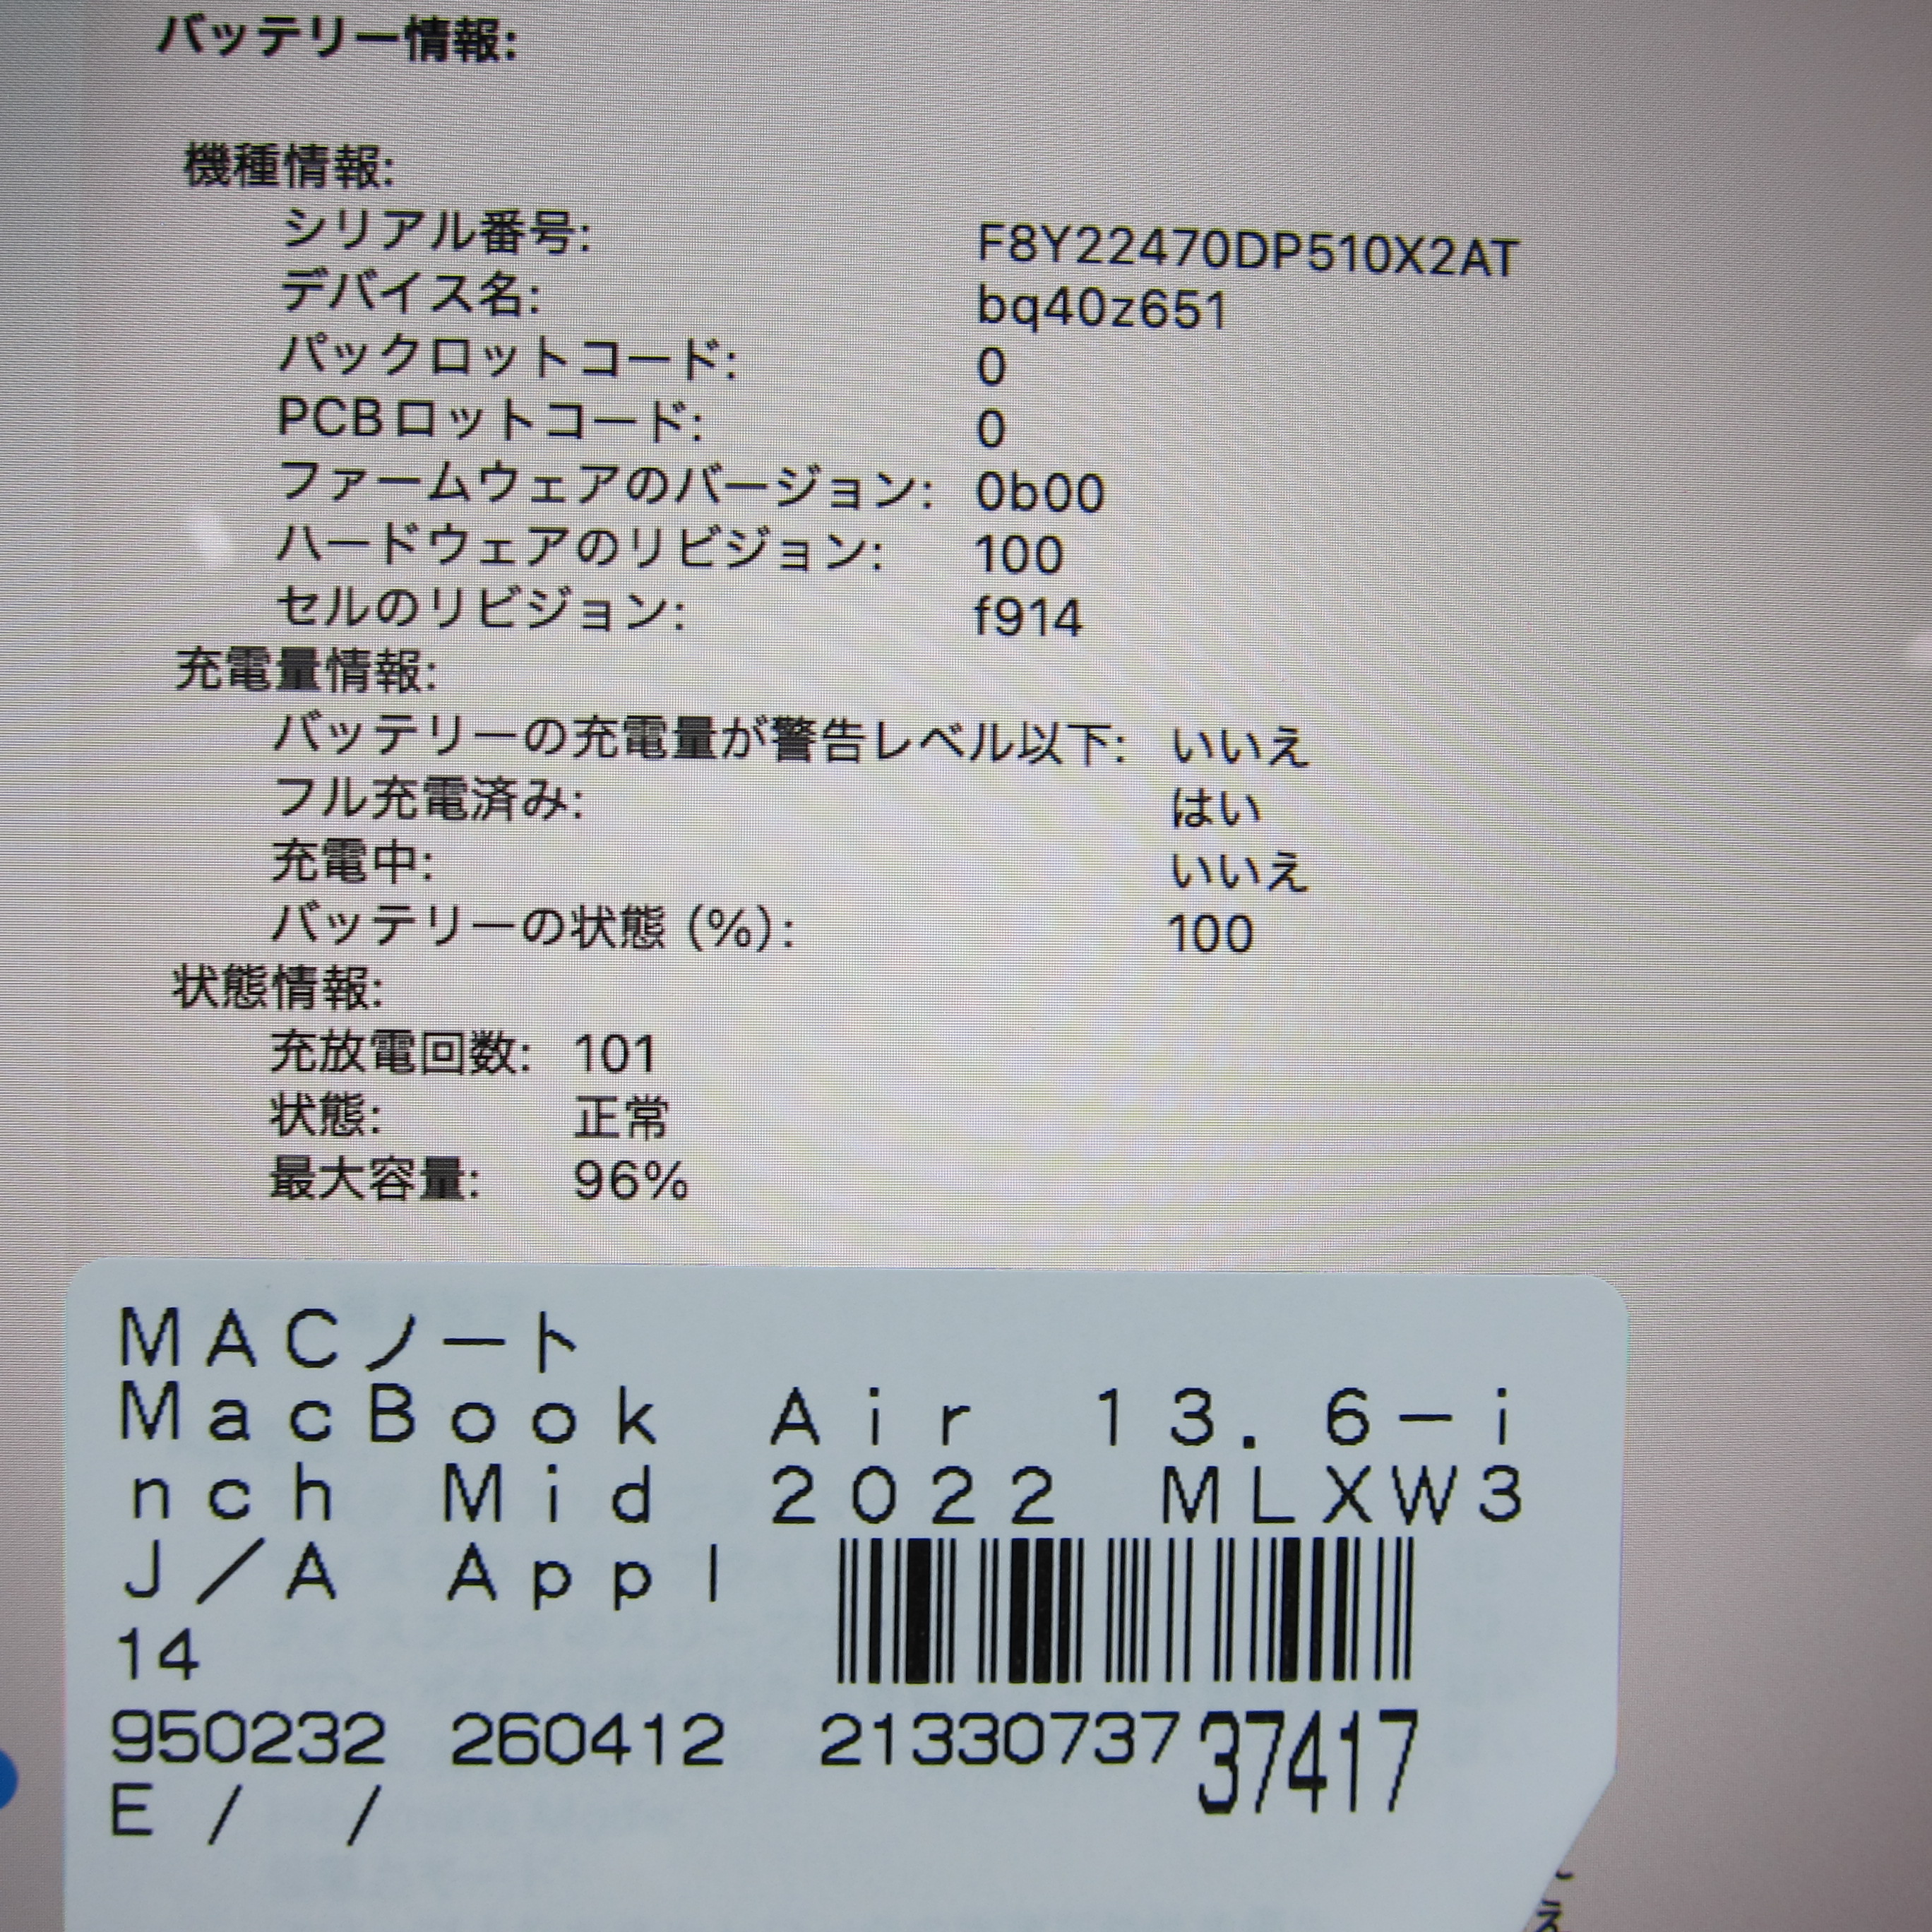 バッテリー情報:
機種情報:
シリアル番号: F8Y22470DP510X2AT
デバイス名: bq40z651
パックロットコード: 0
PCBロットコード: 0
ファームウェアのバージョン: 0b00
ハードウェアのリビジョン: 100
セルのリビジョン: f914
充電量情報:
バッテリーの充電量が警告レベル以下: いいえ
フル充電済み: はい
充電中: いいえ
バッテリーの状態 (%): 100
状態情報:
充放電回数: 101
状態: 正常
最大容量: 96%
MACノート
MacBook Air 13.6−i
nch Mid 2022 MLXW3
J／A Appl
14
950232 260412 21330737 37417
E / /